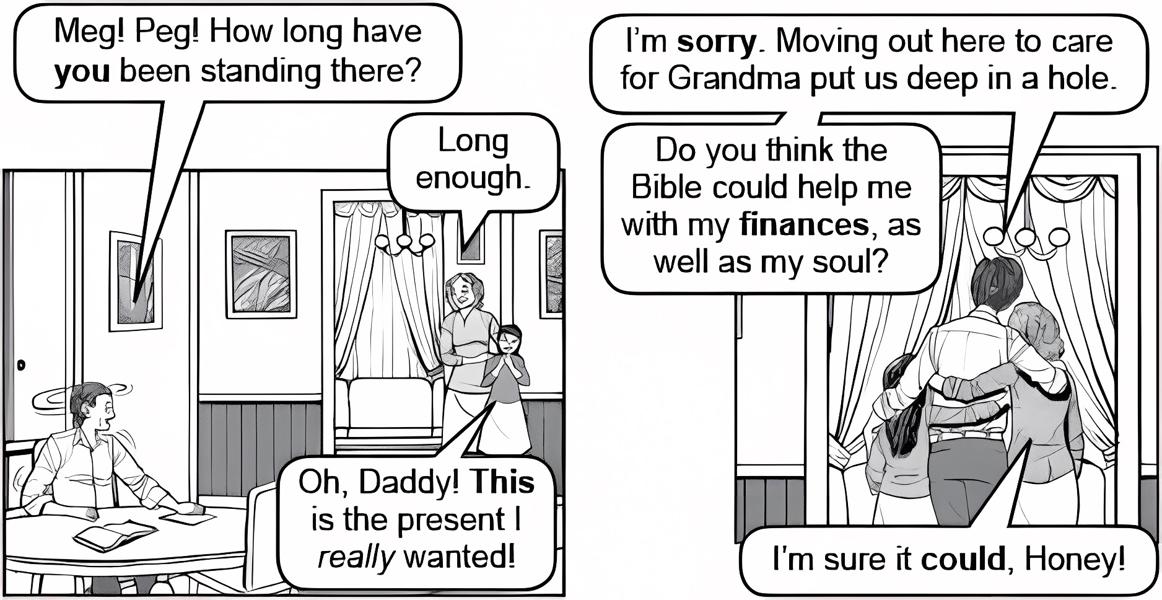 Meg! Peg! How long have
you been standing there?
Long
enough.
Oh, Daddy! This
is the present I
really wanted!
I'm sorry. Moving out here to care
for Grandma put us deep in a hole.
Do you think the
Bible could help me
with my finances, as
well as my soul?
I'm sure it could, Honey!